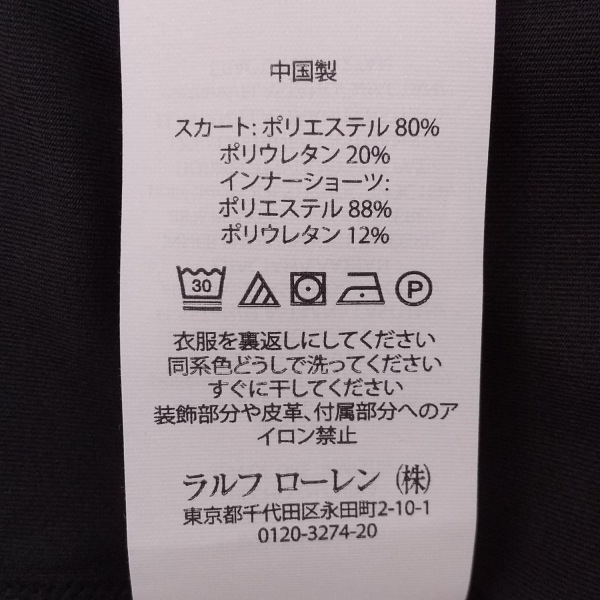 中国製
スカート: ポリエステル 80%
ポリウレタン 20%
インナーショーツ:
ポリエステル 88%
ポリウレタン 12%
30 P
衣服を裏返しにしてください
同系色どうしで洗ってください
すぐに干してください
装飾部分や皮革、付属部分へのア
イロン禁止
ラルフ ローレン (株)
東京都千代田区永田町2-10-1
0120-3274-20